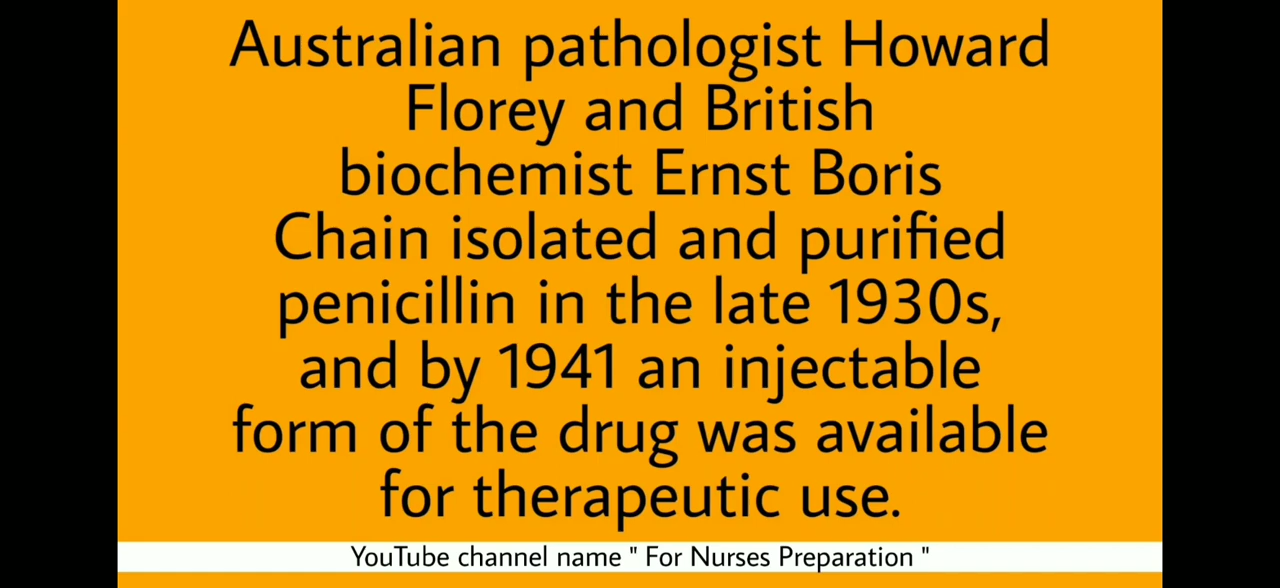 Australian pathologist Howard
Florey and British
biochemist Ernst Boris
Chain isolated and purified
penicillin in the late 1930s,
and by 1941 an injectable
form of the drug was available
for therapeutic use.
YouTube channel name " For Nurses Preparation "